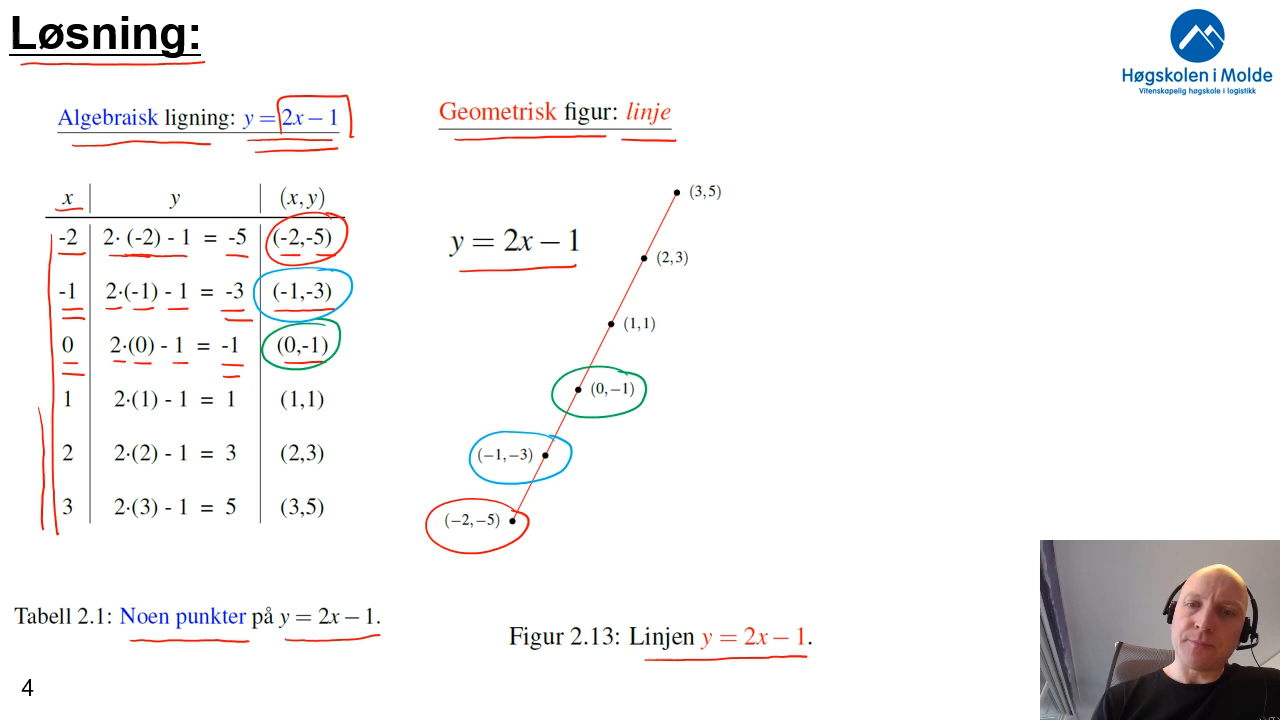 Løsning:
Høgskolen i Molde
Vitenskapelig høgskole i logistikk
Algebraisk ligning: y = 2x − 1
Geometrisk figur: linje
x y (x,y)
-2 2· (-2) - 1 = -5 (-2,-5)
-1 2·(-1) - 1 = -3 (-1,-3)
0 2·(0) - 1 = -1 (0,-1)
1 2·(1) - 1 = 1 (1,1)
2 2·(2) - 1 = 3 (2,3)
3 2·(3) - 1 = 5 (3,5)
Tabell 2.1: Noen punkter på y = 2x − 1.
y = 2x − 1
(3,5)
(2,3)
(1,1)
(0,−1)
(−1,−3)
(−2,−5)
Figur 2.13: Linjen y = 2x − 1.
4